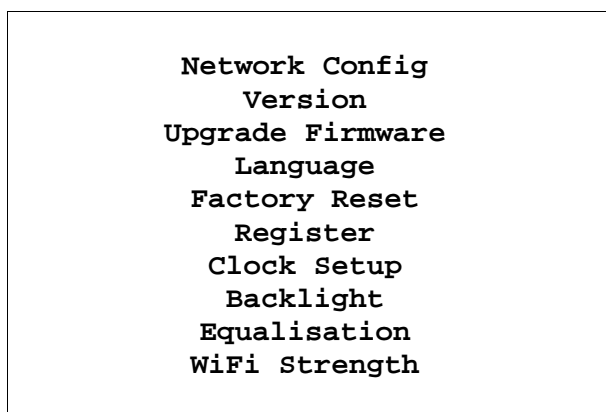 Network Config
Version
Upgrade Firmware
Language
Factory Reset
Register
Clock Setup
Backlight
Equalisation
WiFi Strength